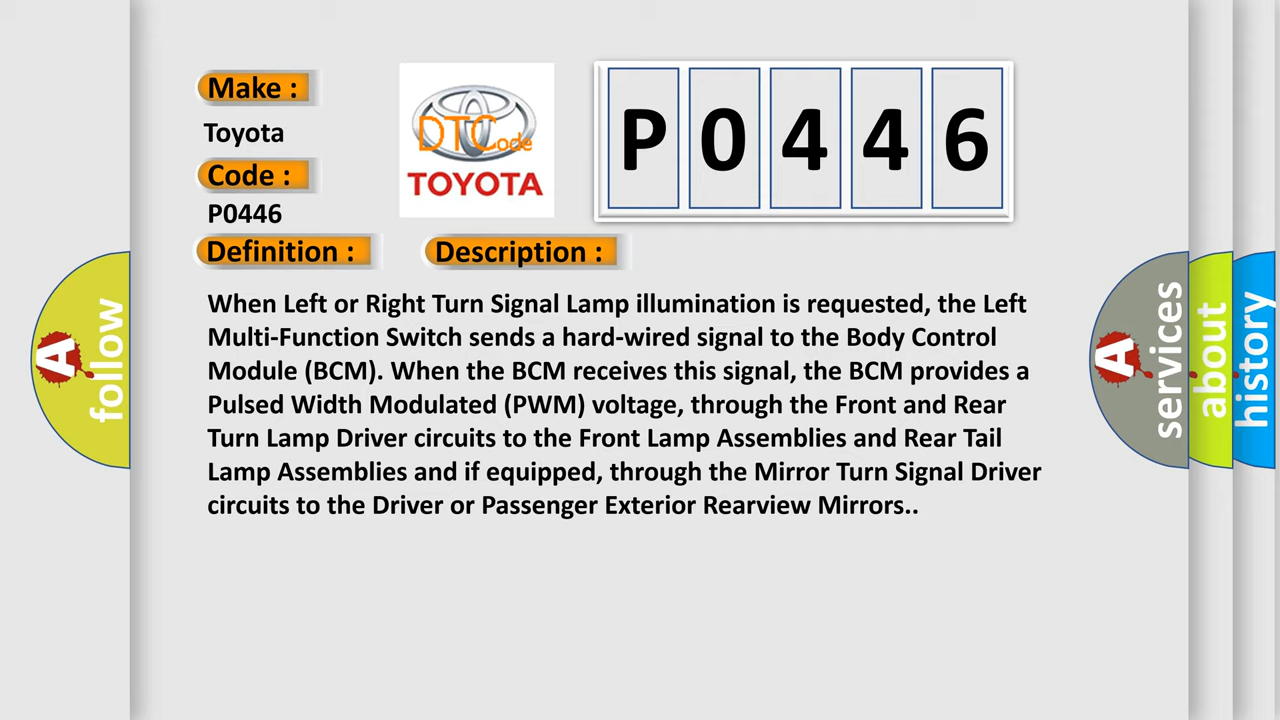 Make :
Toyota
Code :
P0446
Definition :
Description :
DTCode
TOYOTA
P0446
When Left or Right Turn Signal Lamp illumination is requested, the Left
Multi-Function Switch sends a hard-wired signal to the Body Control
Module (BCM). When the BCM receives this signal, the BCM provides a
Pulsed Width Modulated (PWM) voltage, through the Front and Rear
Turn Lamp Driver circuits to the Front Lamp Assemblies and Rear Tail
Lamp Assemblies and if equipped, through the Mirror Turn Signal Driver
circuits to the Driver or Passenger Exterior Rearview Mirrors..
A
follow
A
services
about
history